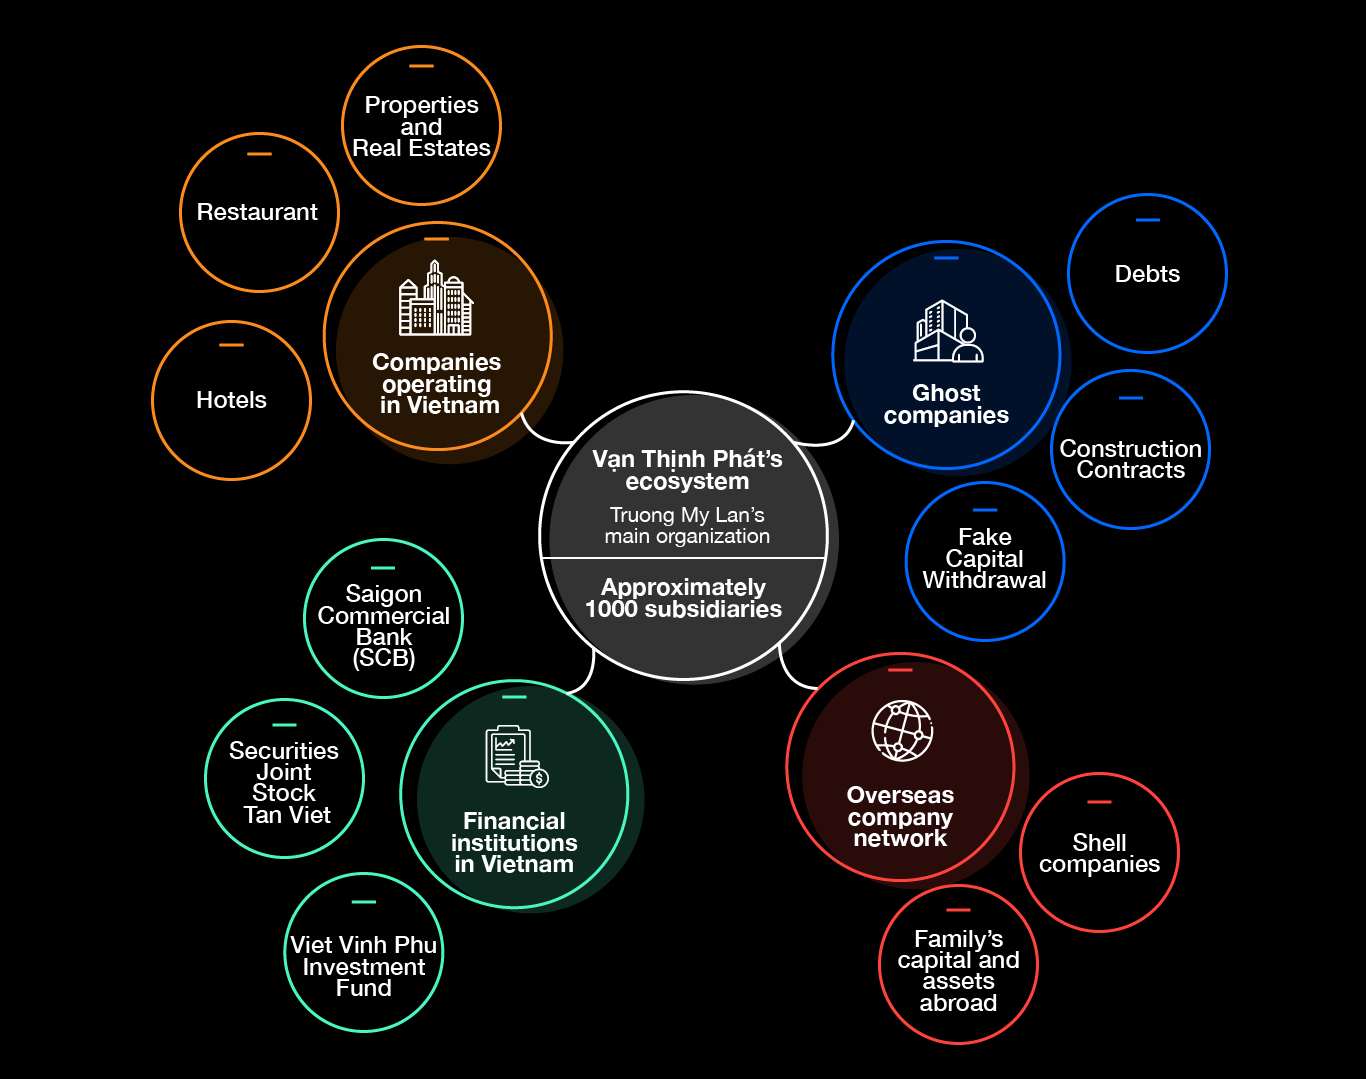 Properties
and
Real Estates
Restaurant
Hotels
Companies
operating
in Vietnam
Debts
Ghost
companies
Construction
Contracts
Fake
Capital
Withdrawal
Vạn Thịnh Phát’s
ecosystem
Truong My Lan’s
main organization
Approximately
1000 subsidiaries
Saigon
Commercial
Bank
(SCB)
Securities
Joint
Stock
Tan Viet
Viet Vinh Phu
Investment
Fund
Financial
institutions
in Vietnam
$
Overseas
company
network
Shell
companies
Family’s
capital and
assets
abroad